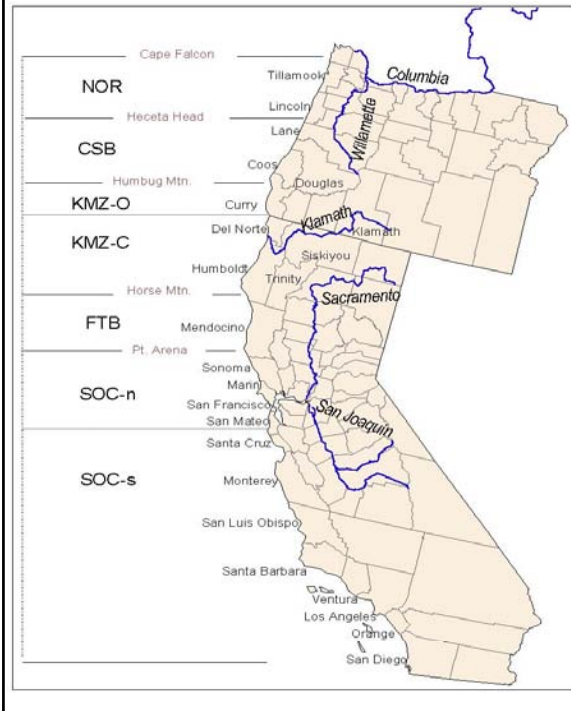 Cape Falcon
NOR
Heceta Head
CSB
Humbug Mtn.
KMZ-O
KMZ-C
Horse Mtn.
FTB
Pt. Arena
SOC-n
SOC-s
Tillamook
Lincoln
Lane
Coos
Douglas
Curry
Del Norte
Klamath
Siskiyou
Humboldt
Trinity
Mendocino
Sonoma
Marin
San Francisco
San Mateo
Santa Cruz
Monterey
San Luis Obispo
Santa Barbara
Ventura
Los Angeles
Orange
San Diego
Columbia
Willamette
Klamath
Sacramento
San Joaquin